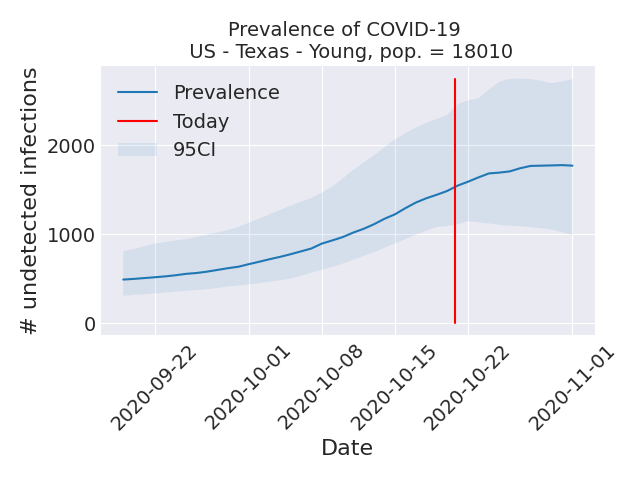 Prevalence of COVID-19
US - Texas - Young, pop. = 18010
Prevalence
Today
95CI
# undetected infections
2000
1000
0
2020-09-22
2020-10-01
2020-10-08
2020-10-15
2020-10-22
2020-11-01
Date